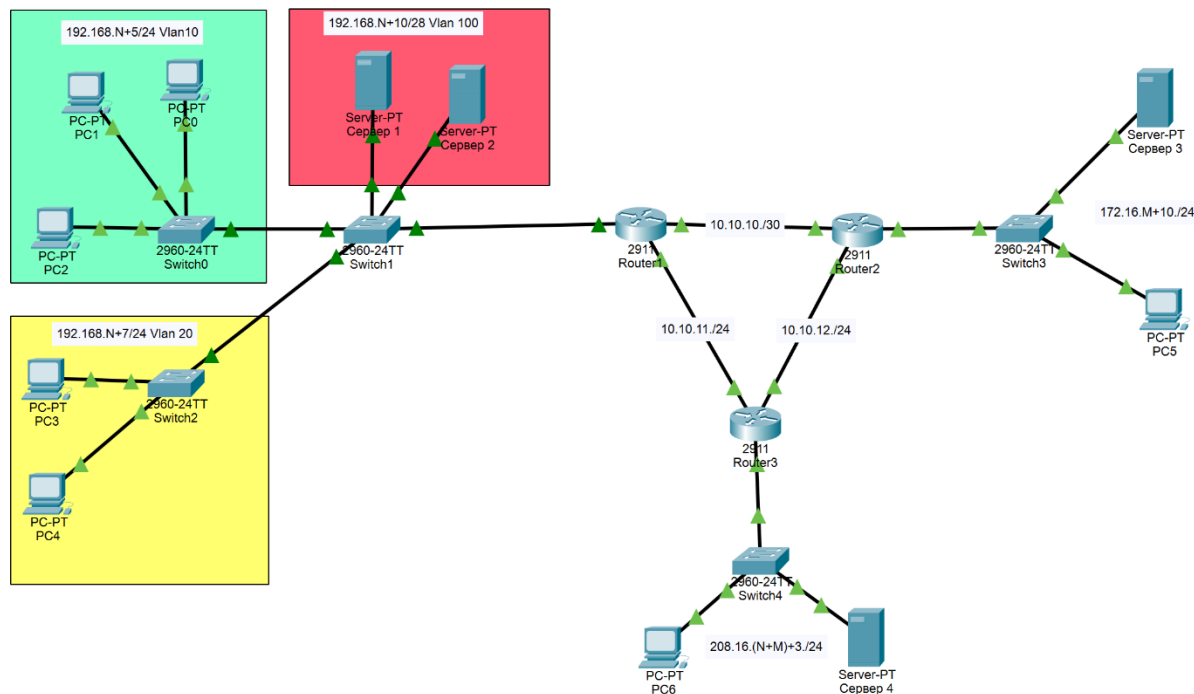 192.168.N+5/24 Vlan10
PC-PT
PC1
PC-PT
PC0
PC-PT
PC2
2960-24TT
Switch0
192.168.N+10/28 Vlan 100
Server-PT
Сервер 1
Server-PT
Сервер 2
2960-24TT
Switch1
192.168.N+7/24 Vlan 20
PC-PT
PC3
2960-24TT
Switch2
PC-PT
PC4
2911
Router1
10.10.10./30
2911
Router2
10.10.11./24
10.10.12./24
2911
Router3
Server-PT
Сервер 3
172.16.M+10./24
2960-24TT
Switch3
PC-PT
PC5
2960-24TT
Switch4
208.16.(N+M)+3./24
PC-PT
PC6
Server-PT
Сервер 4